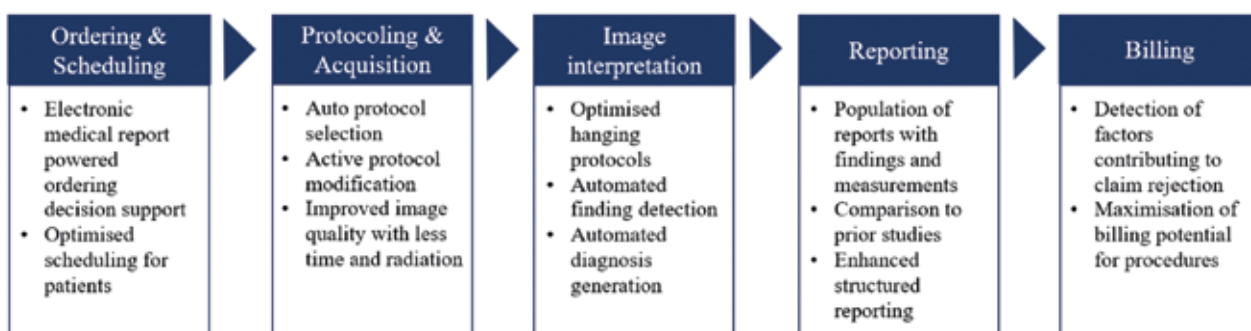 Ordering &
Scheduling
• Electronic
medical report
powered
ordering
decision support
• Optimised
scheduling for
patients
Protocoling &
Acquisition
• Auto protocol
selection
• Active protocol
modification
• Improved image
quality with less
time and radiation
Image
interpretation
• Optimised
hanging
protocols
• Automated
finding detection
• Automated
diagnosis
generation
Reporting
• Population of
reports with
findings and
measurements
• Comparison to
prior studies
• Enhanced
structured
reporting
Billing
• Detection of
factors
contributing to
claim rejection
• Maximisation of
billing potential
for procedures